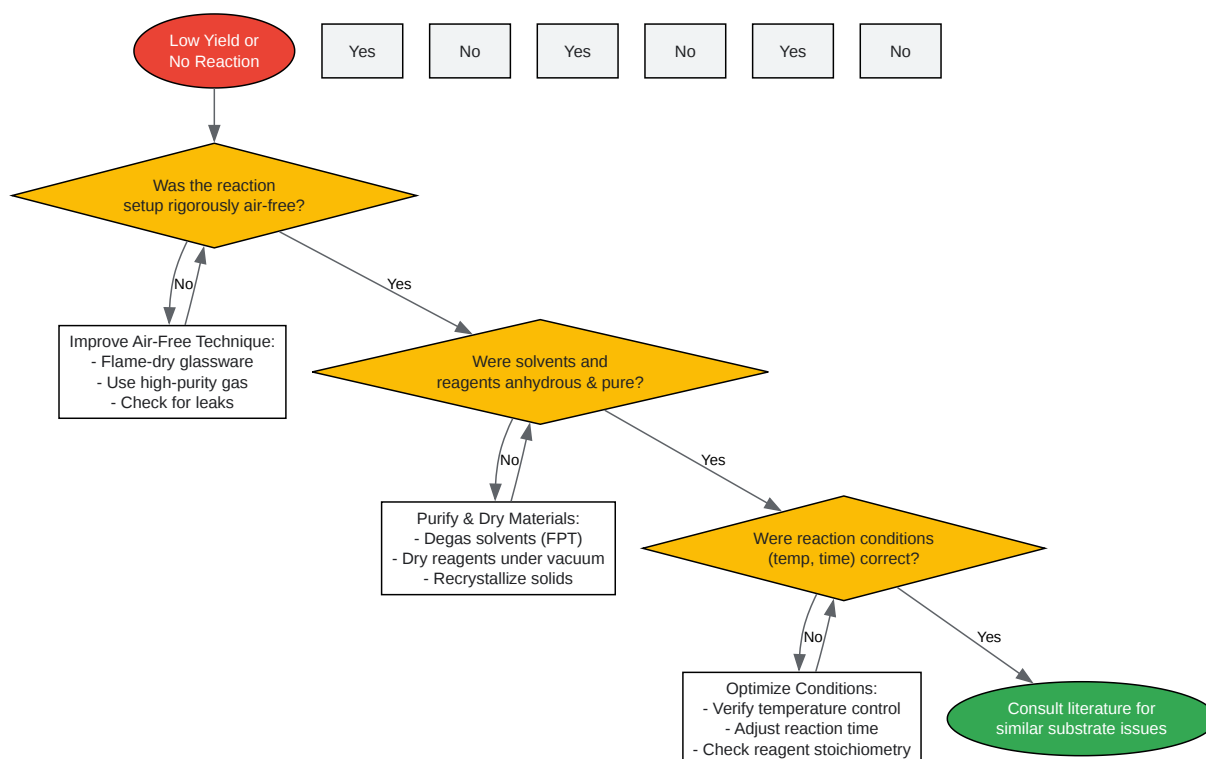 Low Yield or
No Reaction
Yes
No
Yes
No
Yes
No
Was the reaction
setup rigorously air-free?
No
Yes
Improve Air-Free Technique:
- Flame-dry glassware
- Use high-purity gas
- Check for leaks
Were solvents and
reagents anhydrous & pure?
No
Yes
Purify & Dry Materials:
- Degas solvents (FPT)
- Dry reagents under vacuum
- Recrystallize solids
Were reaction conditions
(temp, time) correct?
No
Yes
Optimize Conditions:
- Verify temperature control
- Adjust reaction time
- Check reagent stoichiometry
Consult literature for
similar substrate issues